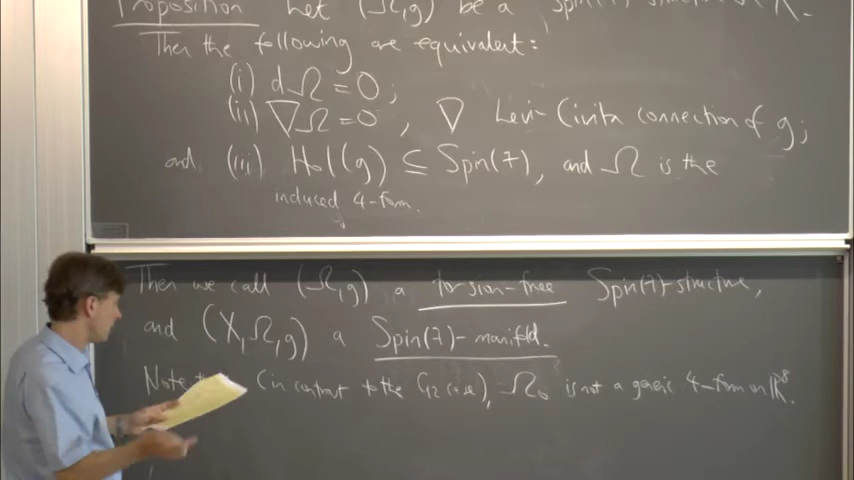 Proposition Let (Ω,g) be a Spin(7)
Then the following are equivalent:
(i) dΩ = 0 ;
(ii) ∇Ω = 0 , ∇ Levi-Civita connection of g;
and (iii) Hol(g) ⊆ Spin(7), and Ω is the
induced 4-form.
Then we call (Ω,g) a torsion-free Spin(7)-structure,
and (X,Ω,g) a Spin(7)-manifold.
Note (in contrast to the G₂ case), Ω₀ is not a generic 4-form on ℝ⁸.